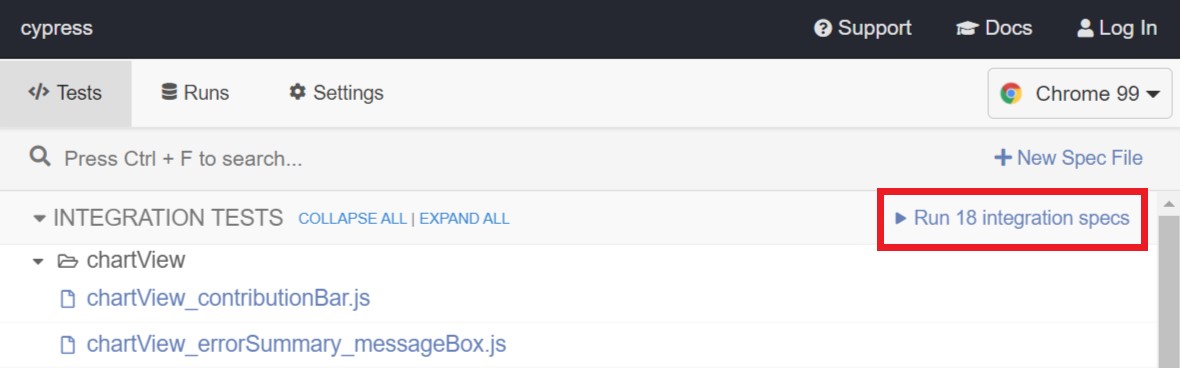 cypress Support Docs Log In
</> Tests Runs Settings Chrome 99
Press Ctrl + F to search... New Spec File
INTEGRATION TESTS COLLAPSE ALL | EXPAND ALL Run 18 integration specs
chartView
chartView_contributionBar.js
chartView_errorSummary_messageBox.js